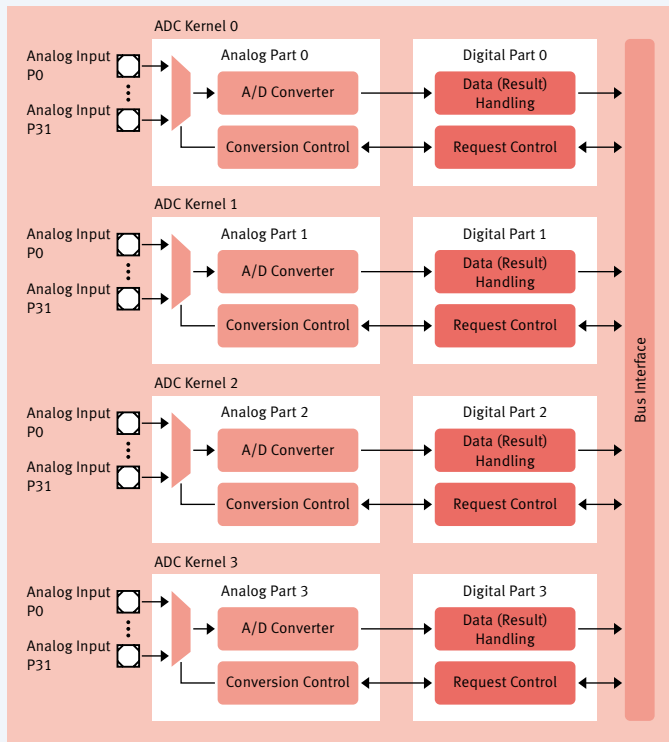 ADC Kernel 0
Analog Input
P0
Analog Input
P31
Analog Part 0
A/D Converter
Conversion Control
Digital Part 0
Data (Result)
Handling
Request Control
ADC Kernel 1
Analog Input
P0
Analog Input
P31
Analog Part 1
A/D Converter
Conversion Control
Digital Part 1
Data (Result)
Handling
Request Control
ADC Kernel 2
Analog Input
P0
Analog Input
P31
Analog Part 2
A/D Converter
Conversion Control
Digital Part 2
Data (Result)
Handling
Request Control
ADC Kernel 3
Analog Input
P0
Analog Input
P31
Analog Part 3
A/D Converter
Conversion Control
Digital Part 3
Data (Result)
Handling
Request Control
Bus Interface